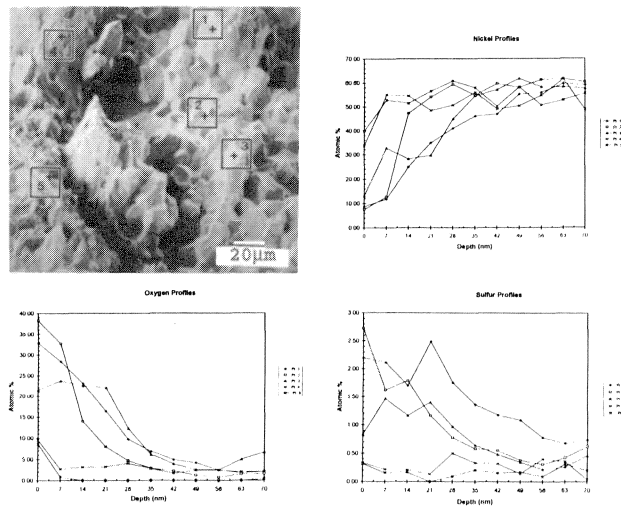 1
2
3
4
5
20µm
Nickel Profiles
Atomic %
70.00
60.00
50.00
40.00
30.00
20.00
10.00
0.00
0 7 14 21 28 35 42 49 56 63 70
Depth (nm)
Oxygen Profiles
Atomic %
40.00
35.00
30.00
25.00
20.00
15.00
10.00
5.00
0.00
0 7 14 21 28 35 42 49 56 63 70
Depth (nm)
Sulfur Profiles
Atomic %
3.00
2.50
2.00
1.50
1.00
0.50
0.00
0 7 14 21 28 35 42 49 56 63 70
Depth (nm)